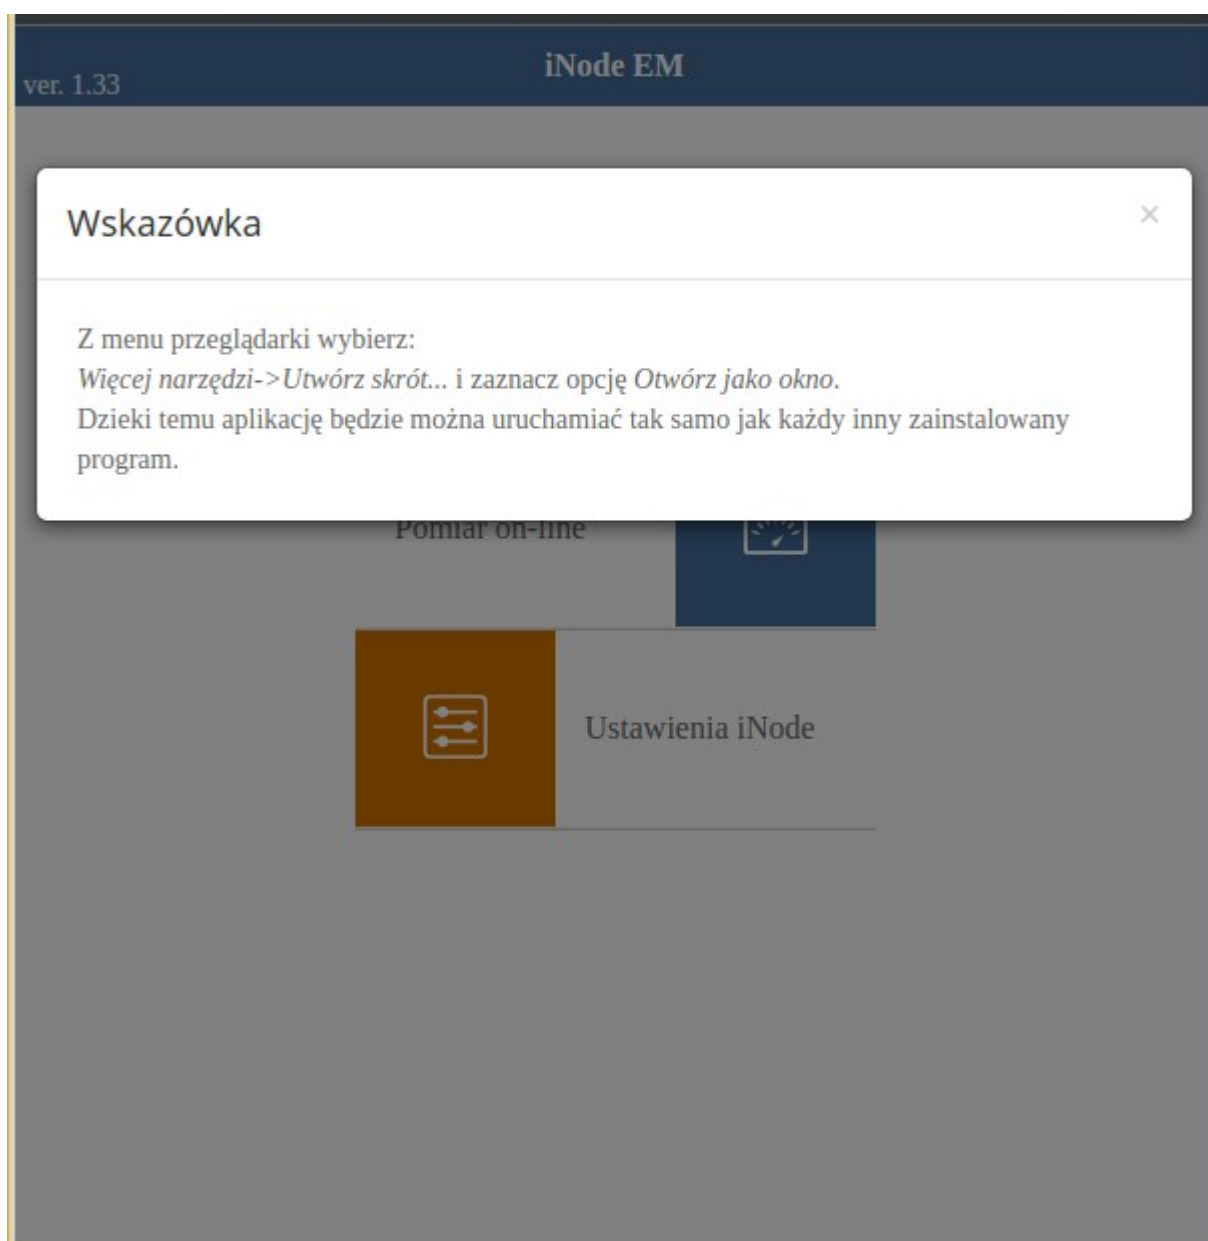 iNode EM
ver. 1.33
Wskazówka
×
Z menu przeglądarki wybierz:
Więcej narzędzi->Utwórz skrót... i zaznacz opcję Otwórz jako okno.
Dzieki temu aplikację będzie można uruchamiać tak samo jak każdy inny zainstalowany
program.
Pomiar on-line
Ustawienia iNode